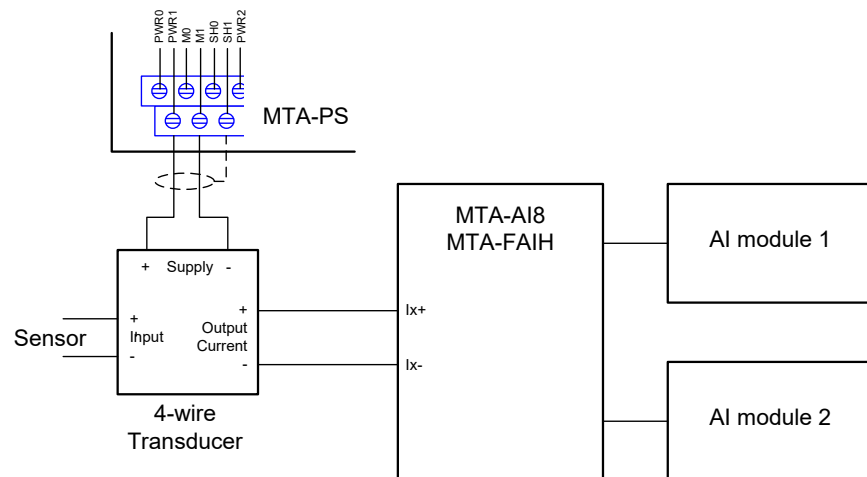 PWR0
PWR1
M0
M1
SH0
SH1
PWR2
MTA-PS
MTA-AI8
MTA-FAIH
AI module 1
+ Supply -
Sensor
+
Input
-
+
Output
Current
-
Ix+
Ix-
AI module 2
4-wire
Transducer